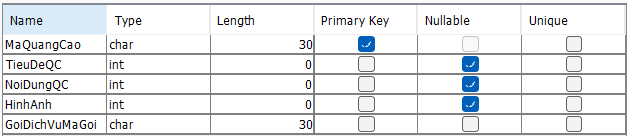 Name Type Length Primary Key Nullable Unique
MaQuangCao char 30
TieuDeQC int 0
NoiDungQC int 0
HinhAnh int 0
GoiDichVuMaGoi char 30